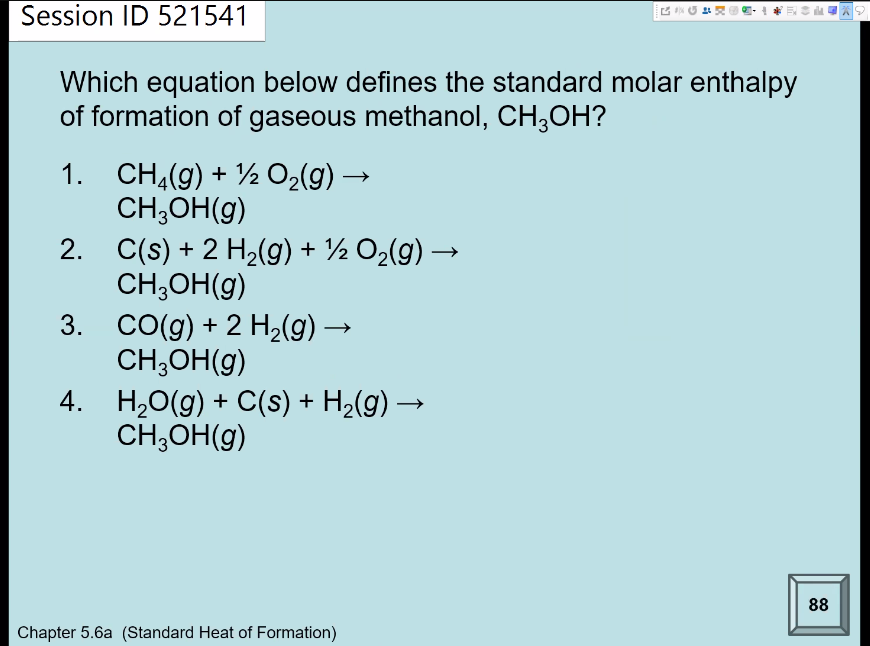 Session ID 521541
Which equation below defines the standard molar enthalpy
of formation of gaseous methanol, CH₃OH?
1. CH₄(g) + ½ O₂(g) →
CH₃OH(g)
2. C(s) + 2 H₂(g) + ½ O₂(g) →
CH₃OH(g)
3. CO(g) + 2 H₂(g) →
CH₃OH(g)
4. H₂O(g) + C(s) + H₂(g) →
CH₃OH(g)
88
Chapter 5.6a (Standard Heat of Formation)